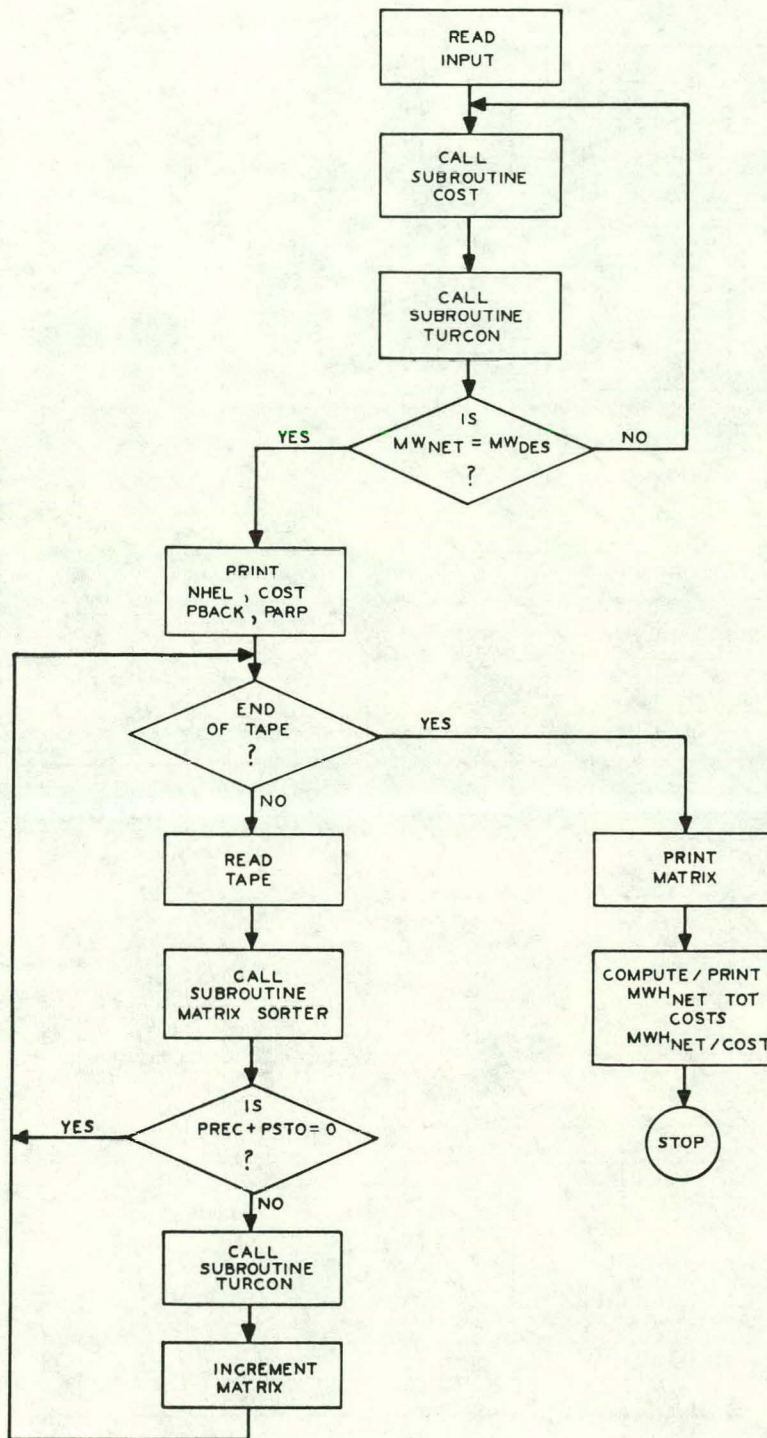 READ
INPUT
CALL
SUBROUTINE
COST
CALL
SUBROUTINE
TURCON
IS
MWNET = MWDES
?
YES
NO
PRINT
NHEL , COST
PBACK , PARP
END
OF TAPE
?
YES
NO
READ
TAPE
CALL
SUBROUTINE
MATRIX SORTER
IS
PREC + PSTO = 0
?
YES
NO
CALL
SUBROUTINE
TURCON
INCREMENT
MATRIX
PRINT
MATRIX
COMPUTE / PRINT
MWHNET TOT
COSTS
MWHNET / COST
STOP